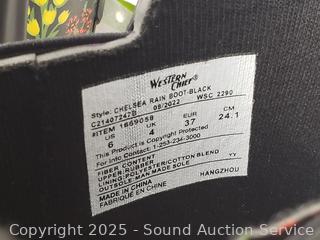 WESTERN
CHIEF®
Style: CHELSEA RAIN BOOT-BLACK
C21407247B 05/2022 WSC 2290
#ITEM 1669059
US UK EUR CM
6 4 37 24.1
This Product is Copyright Protected
For Info Contact: 1-253-234-3000
FIBER CONTENT
UPPER:RUBBER/TCOTTON BLEND
LINING:POLYESTER YY
OUTSOLE:MAN MADE SOLE
MADE IN CHINA
FABRIQUE EN CHINE HANGZHOU
Copyright 2025 - Sound Auction Service